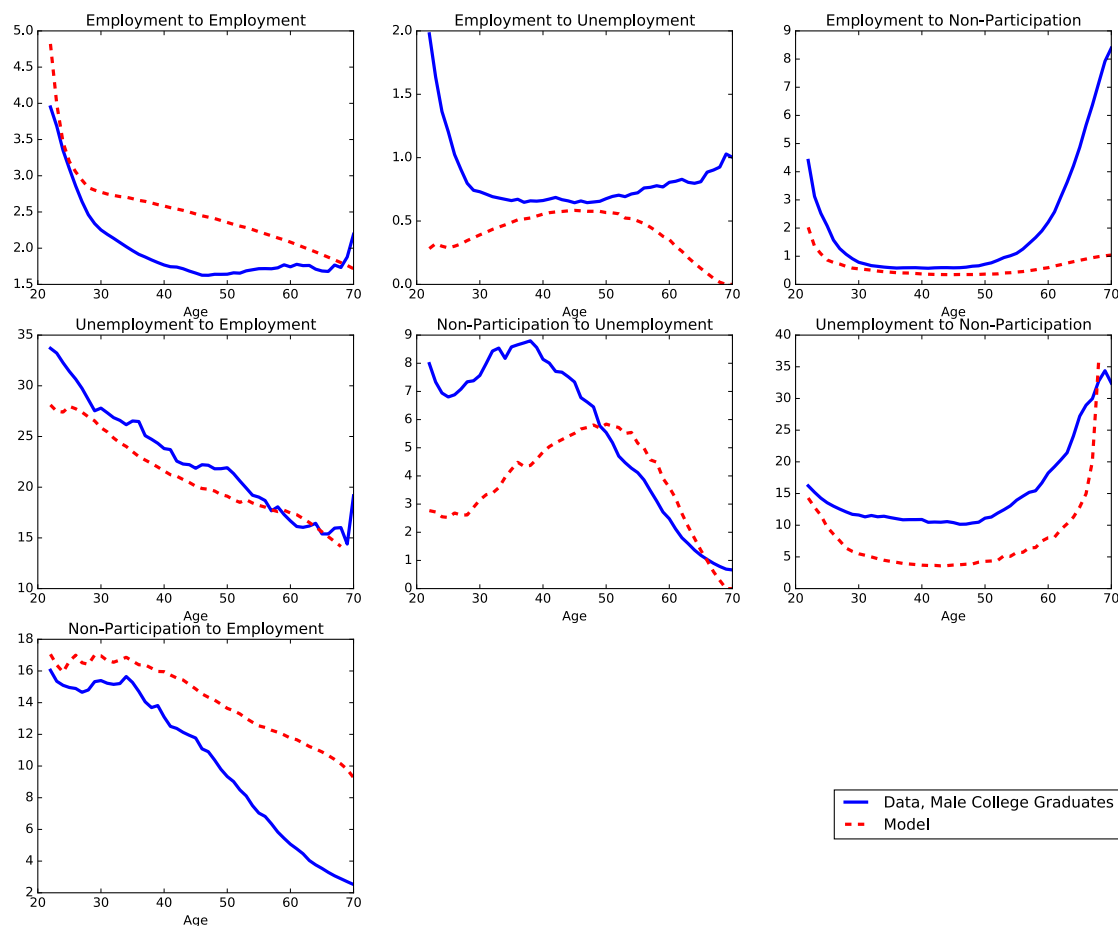 Employment to Employment
5.0
4.5
4.0
3.5
3.0
2.5
2.0
1.5
20 30 40 50 60 70
Age
Employment to Unemployment
2.0
1.5
1.0
0.5
0.0
20 30 40 50 60 70
Age
Employment to Non-Participation
9
8
7
6
5
4
3
2
1
0
20 30 40 50 60 70
Age
Unemployment to Employment
35
30
25
20
15
10
20 30 40 50 60 70
Age
Non-Participation to Unemployment
9
8
7
6
5
4
3
2
1
0
20 30 40 50 60 70
Age
Unemployment to Non-Participation
40
35
30
25
20
15
10
5
0
20 30 40 50 60 70
Age
Non-Participation to Employment
18
16
14
12
10
8
6
4
2
20 30 40 50 60 70
Age
Data, Male College Graduates
Model